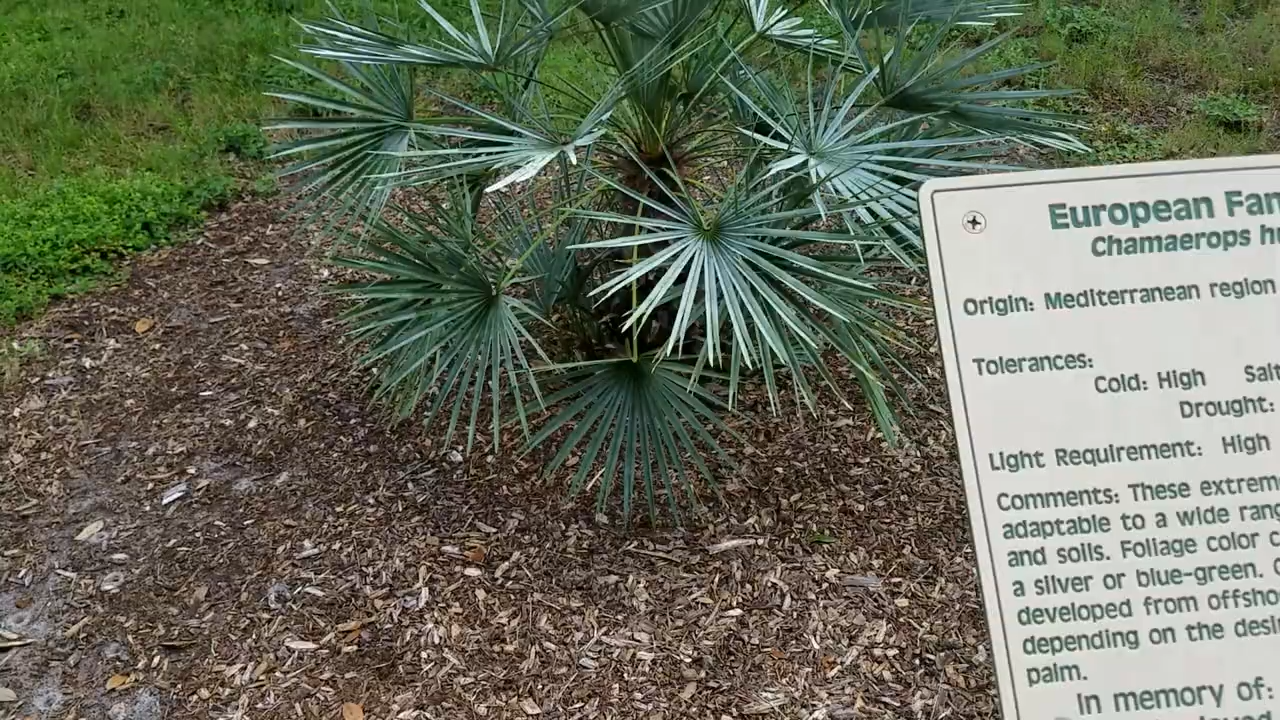 European Fan
Chamaerops hu
Origin: Mediterranean region
Tolerances:
Cold: High Salt
Drought:
Light Requirement: High
Comments: These extrem
adaptable to a wide rang
and soils. Foliage color c
a silver or blue-green.
developed from offsho
depending on the desi
palm.
In memory of: